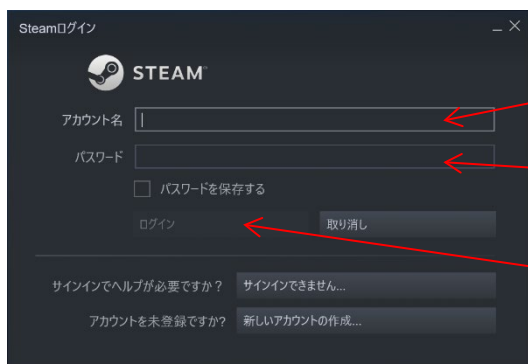 Steamログイン
STEAM™
アカウント名
パスワード
パスワードを保存する
ログイン 取り消し
サインインでヘルプが必要ですか？ サインインできません...
アカウントを未登録ですか? 新しいアカウントの作成...